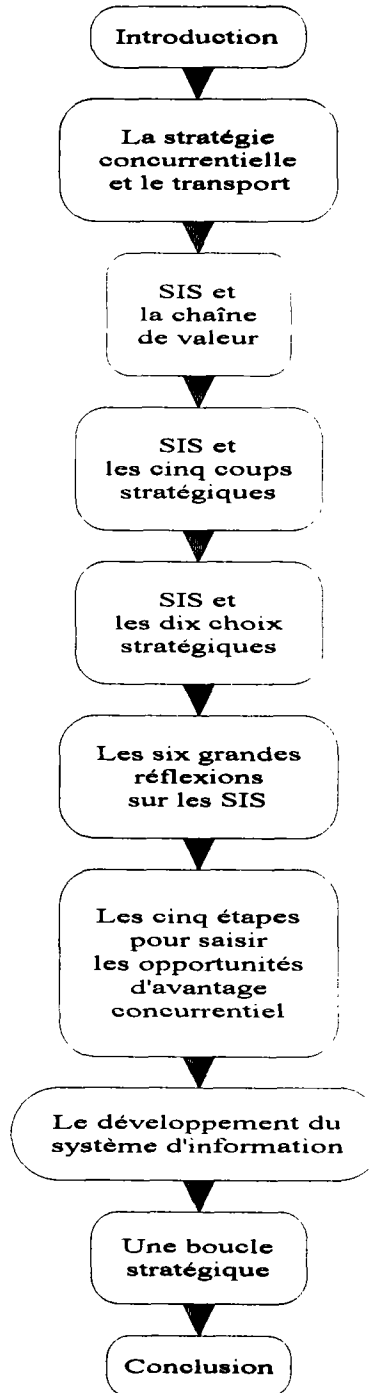 Introduction
La stratégie
concurrentielle
et le transport
SIS et
la chaîne
de valeur
SIS et
les cinq coups
stratégiques
SIS et
les dix choix
stratégiques
Les six grandes
réflexions
sur les SIS
Les cinq étapes
pour saisir
les opportunités
d'avantage
concurrentiel
Le développement du
système d'information
Une boucle
stratégique
Conclusion